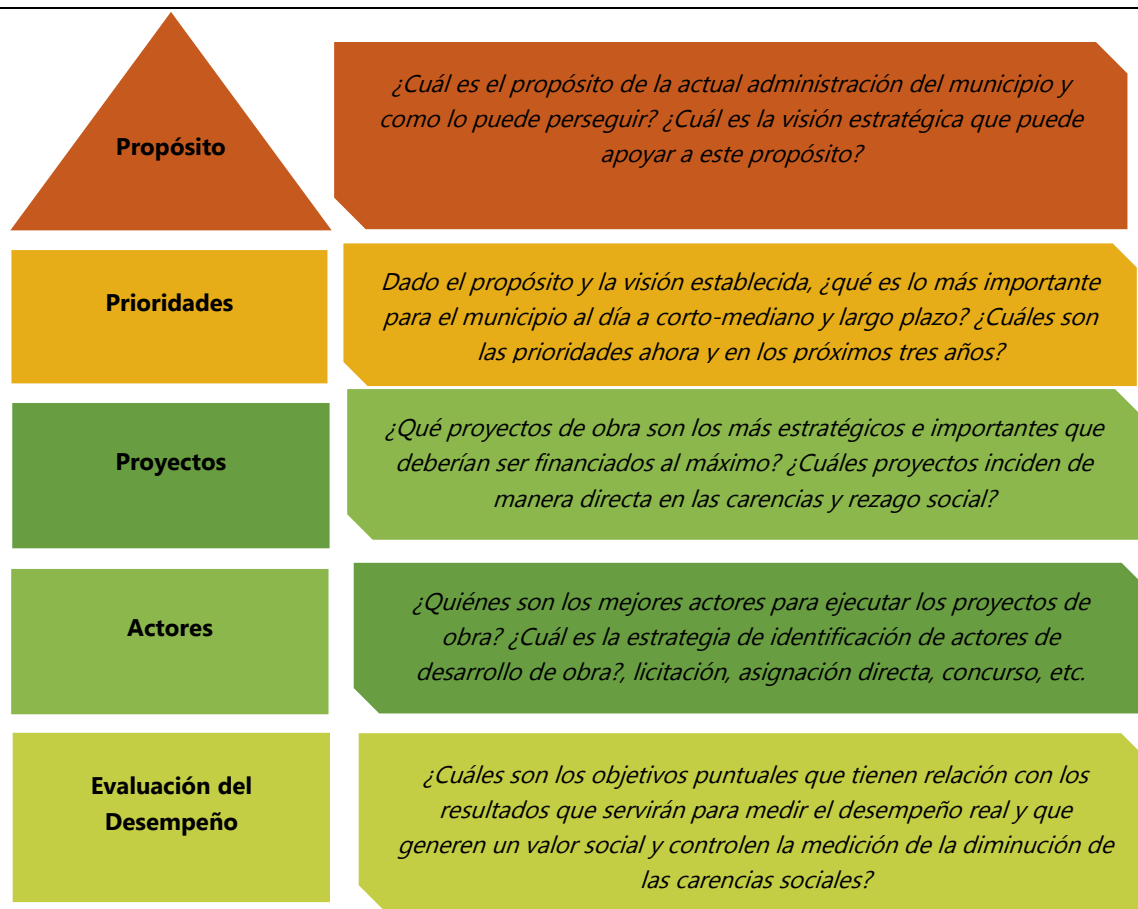 Propósito
¿Cuál es el propósito de la actual administración del municipio y
como lo puede perseguir? ¿Cuál es la visión estratégica que puede
apoyar a este propósito?
Prioridades
Dado el propósito y la visión establecida, ¿qué es lo más importante
para el municipio al día a corto-mediano y largo plazo? ¿Cuáles son
las prioridades ahora y en los próximos tres años?
Proyectos
¿Qué proyectos de obra son los más estratégicos e importantes que
deberían ser financiados al máximo? ¿Cuáles proyectos inciden de
manera directa en las carencias y rezago social?
Actores
¿Quiénes son los mejores actores para ejecutar los proyectos de
obra? ¿Cuál es la estrategia de identificación de actores de
desarrollo de obra?, licitación, asignación directa, concurso, etc.
Evaluación del
Desempeño
¿Cuáles son los objetivos puntuales que tienen relación con los
resultados que servirán para medir el desempeño real y que
generen un valor social y controlen la medición de la diminución de
las carencias sociales?